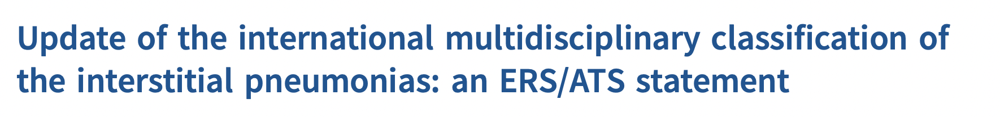 Update of the international multidisciplinary classification of
the interstitial pneumonias: an ERS/ATS statement